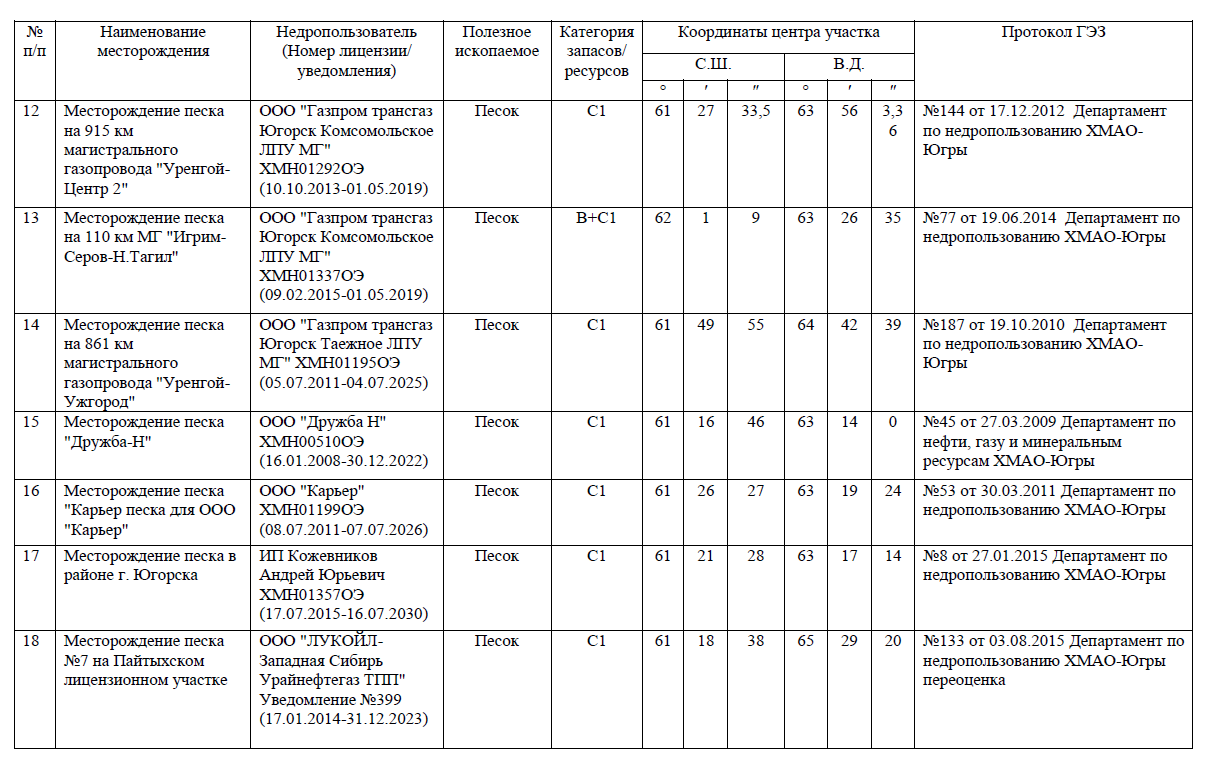 № п/п
Наименование месторождения
Недропользователь (Номер лицензии/ уведомления)
Полезное ископаемое
Категория запасов/ ресурсов
Координаты центра участка
Протокол ГЭЗ
С.Ш.
В.Д.
° ′ ″ ° ′ ″
12
Месторождение песка
на 915 км
магистрального
газопровода "Уренгой-
Центр 2"
ООО "Газпром трансгаз
Югорск Комсомольское
ЛПУ МГ"
ХМН01292ОЭ
(10.10.2013-01.05.2019)
Песок
С1
61 27 33,5 63 56 3,3
6
№144 от 17.12.2012 Департамент
по недропользованию ХМАО-
Югры
13
Месторождение песка
на 110 км МГ "Игрим-
Серов-Н.Тагил"
ООО "Газпром трансгаз
Югорск Комсомольское
ЛПУ МГ"
ХМН01337ОЭ
(09.02.2015-01.05.2019)
Песок
В+С1
62 1 9 63 26 35
№77 от 19.06.2014 Департамент по
недропользованию ХМАО-Югры
14
Месторождение песка
на 861 км
магистрального
газопровода "Уренгой-
Ужгород"
ООО "Газпром трансгаз
Югорск Таежное ЛПУ
МГ" ХМН01195ОЭ
(05.07.2011-04.07.2025)
Песок
С1
61 49 55 64 42 39
№187 от 19.10.2010 Департамент
по недропользованию ХМАО-
Югры
15
Месторождение песка
"Дружба-Н"
ООО "Дружба Н"
ХМН00510ОЭ
(16.01.2008-30.12.2022)
Песок
С1
61 16 46 63 14 0
№45 от 27.03.2009 Департамент по
нефти, газу и минеральным
ресурсам ХМАО-Югры
16
Месторождение песка
"Карьер песка для ООО
"Карьер"
ООО "Карьер"
ХМН01199ОЭ
(08.07.2011-07.07.2026)
Песок
С1
61 26 27 63 19 24
№53 от 30.03.2011 Департамент по
недропользованию ХМАО-Югры
17
Месторождение песка в
районе г. Югорска
ИП Кожевников
Андрей Юрьевич
ХМН01357ОЭ
(17.07.2015-16.07.2030)
Песок
С1
61 21 28 63 17 14
№8 от 27.01.2015 Департамент по
недропользованию ХМАО-Югры
18
Месторождение песка
№7 на Пайтыхском
лицензионном участке
ООО "ЛУКОЙЛ-
Западная Сибирь
Урайнефтегаз ТПП"
Уведомление №399
(17.01.2014-31.12.2023)
Песок
С1
61 18 38 65 29 20
№133 от 03.08.2015 Департамент по
недропользованию ХМАО-Югры
переоценка